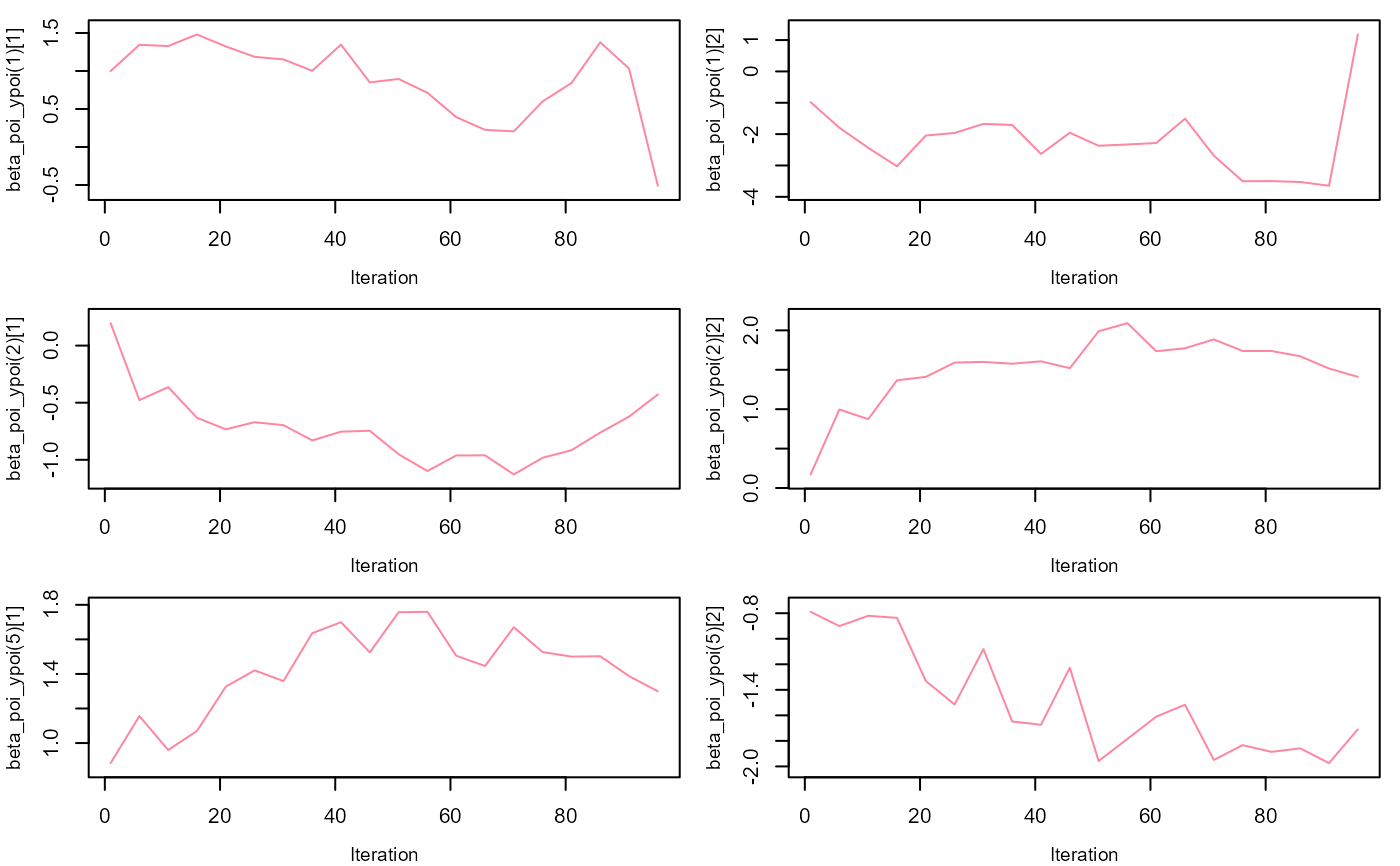 beta_poi_ypoi(1)[1]
1.5
0.5
-0.5
0 20 40 60 80
Iteration
beta_poi_ypoi(1)[2]
1
0
-2
-4
0 20 40 60 80
Iteration
beta_poi_ypoi(2)[1]
0.0
-0.5
-1.0
0 20 40 60 80
Iteration
beta_poi_ypoi(2)[2]
2.0
1.0
0.0
0 20 40 60 80
Iteration
beta_poi_ypoi(5)[1]
1.8
1.4
1.0
0 20 40 60 80
Iteration
beta_poi_ypoi(5)[2]
-0.8
-1.4
-2.0
0 20 40 60 80
Iteration